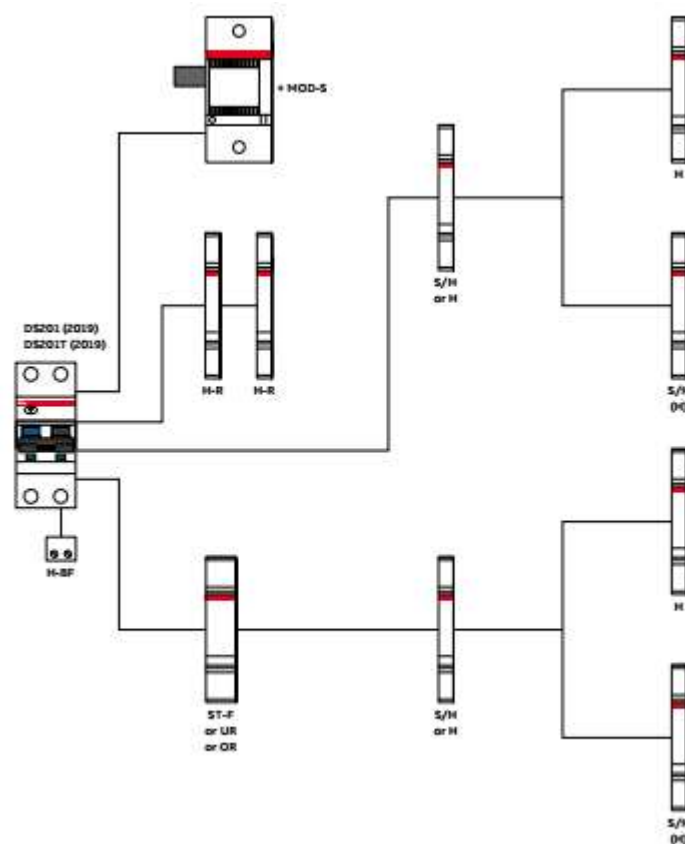 + MOD-S
H
S/H
or H
DS201 (2019)
DS201T (2019)
H-R
H-R
S/H
(H)
H-BF
H
ST-F
or UR
or OR
S/H
or H
S/H
(H)